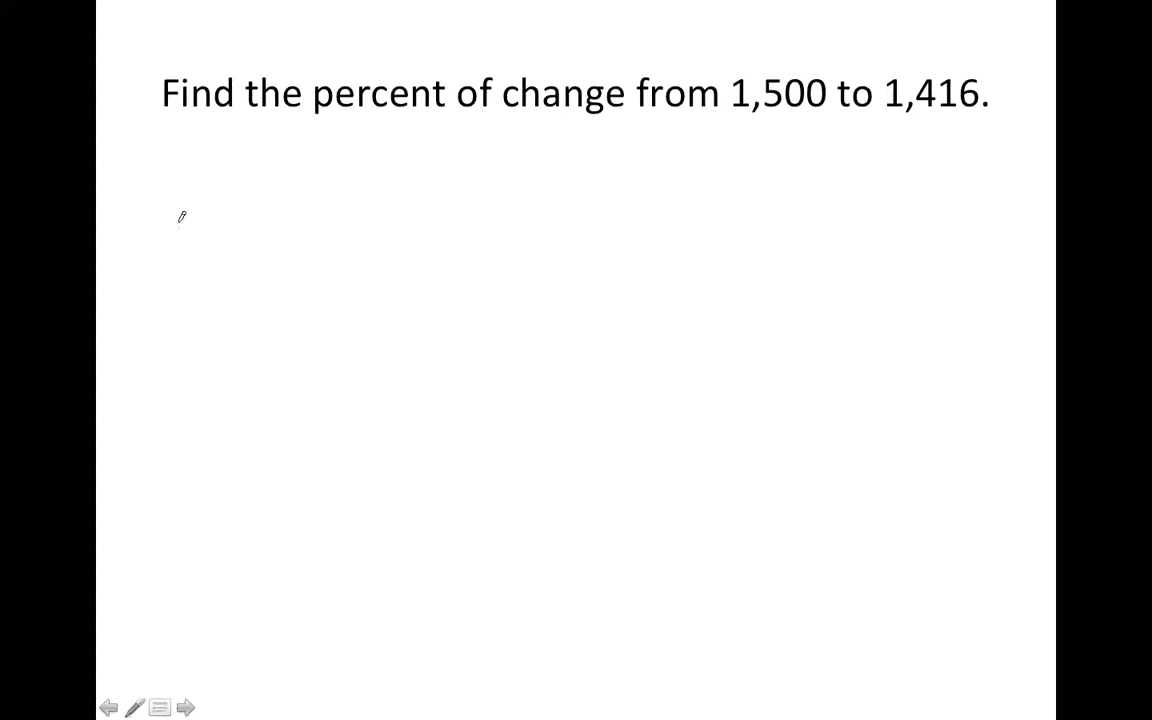 Find the percent of change from 1,500 to 1,416.